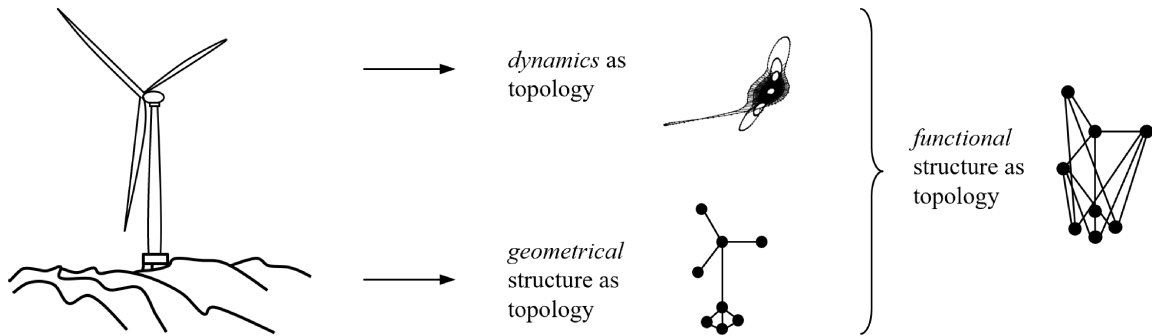 dynamics as
topology
geometrical
structure as
topology
functional
structure as
topology